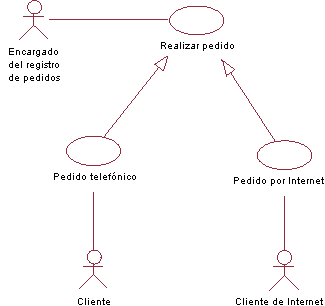 Realizar pedido
Encargado
del registro
de pedidos
Pedido telefónico
Pedido por Internet
Cliente
Cliente de Internet